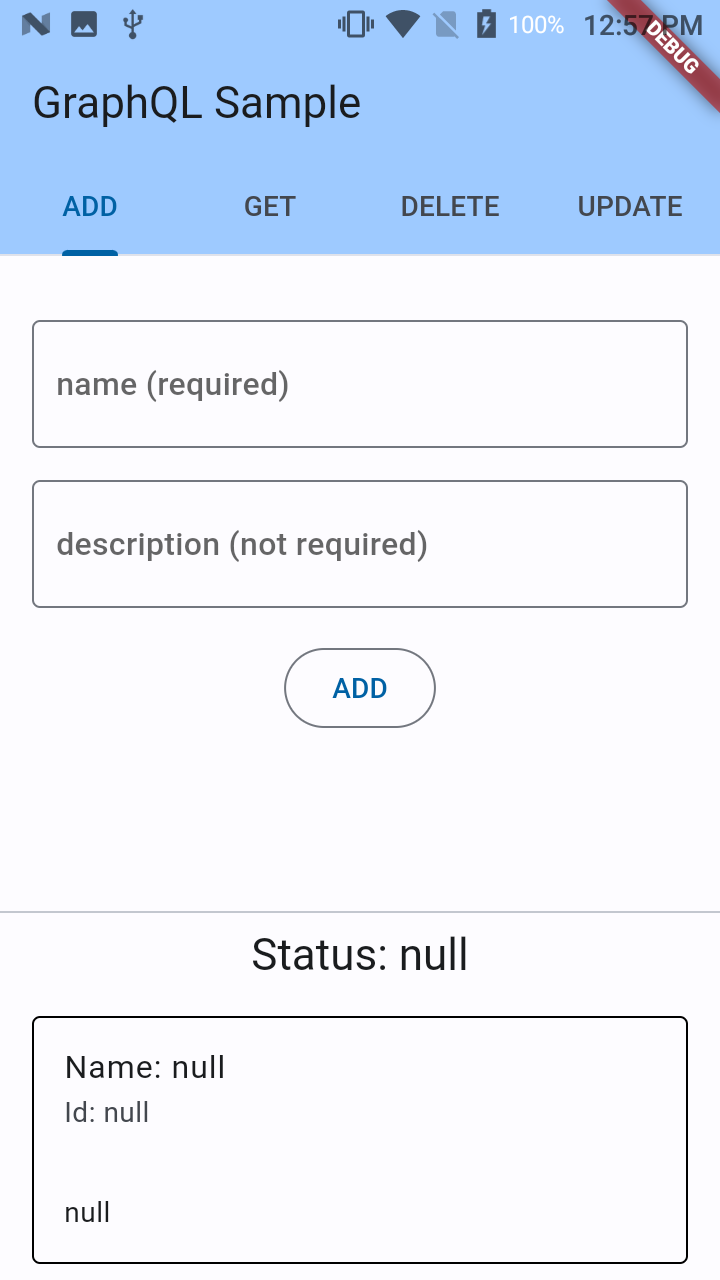 100% 12:57 PM
DEBUG
GraphQL Sample
ADD GET DELETE UPDATE
name (required)
description (not required)
ADD
Status: null
Name: null
Id: null
null